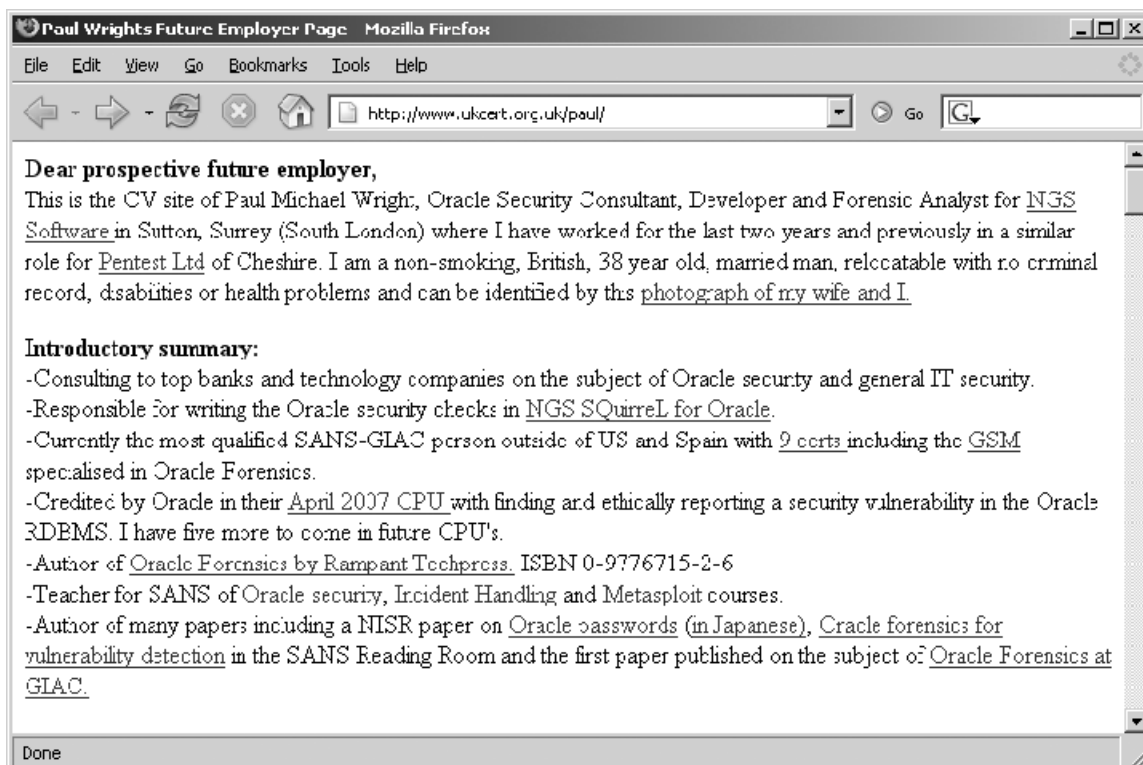 Paul Wrights Future Employer Page Mozilla Firefox
File Edit View Go Bookmarks Tools Help
http://www.ukcert.org.uk/paul/ Go G
Dear prospective future employer,
This is the CV site of Paul Michael Wright, Oracle Security Consultant, Developer and Forensic Analyst for NGS
Software in Sutton, Surrey (South London) where I have worked for the last two years and previously in a similar
role for Pentest Ltd of Cheshire. I am a non-smoking, British, 38 year old, married man, relocatable with no criminal
record, disabilities or health problems and can be identified by this photograph of my wife and I.
Introductory summary:
-Consulting to top banks and technology companies on the subject of Oracle security and general IT security.
-Responsible for writing the Oracle security checks in NGS SQuirreL for Oracle.
-Currently the most qualified SANS-GIAC person outside of US and Spain with 9 certs including the GSM
specialised in Oracle Forensics.
-Credited by Oracle in their April 2007 CPU with finding and ethically reporting a security vulnerability in the Oracle
RDBMS. I have five more to come in future CPU's.
-Author of Oracle Forensics by Rampant Techpress. ISBN 0-9776715-2-6
-Teacher for SANS of Oracle security, Incident Handling and Metasploit courses.
-Author of many papers including a NISR paper on Oracle passwords (in Japanese), Oracle forensics for
vulnerability detection in the SANS Reading Room and the first paper published on the subject of Oracle Forensics at
GIAC.
Done